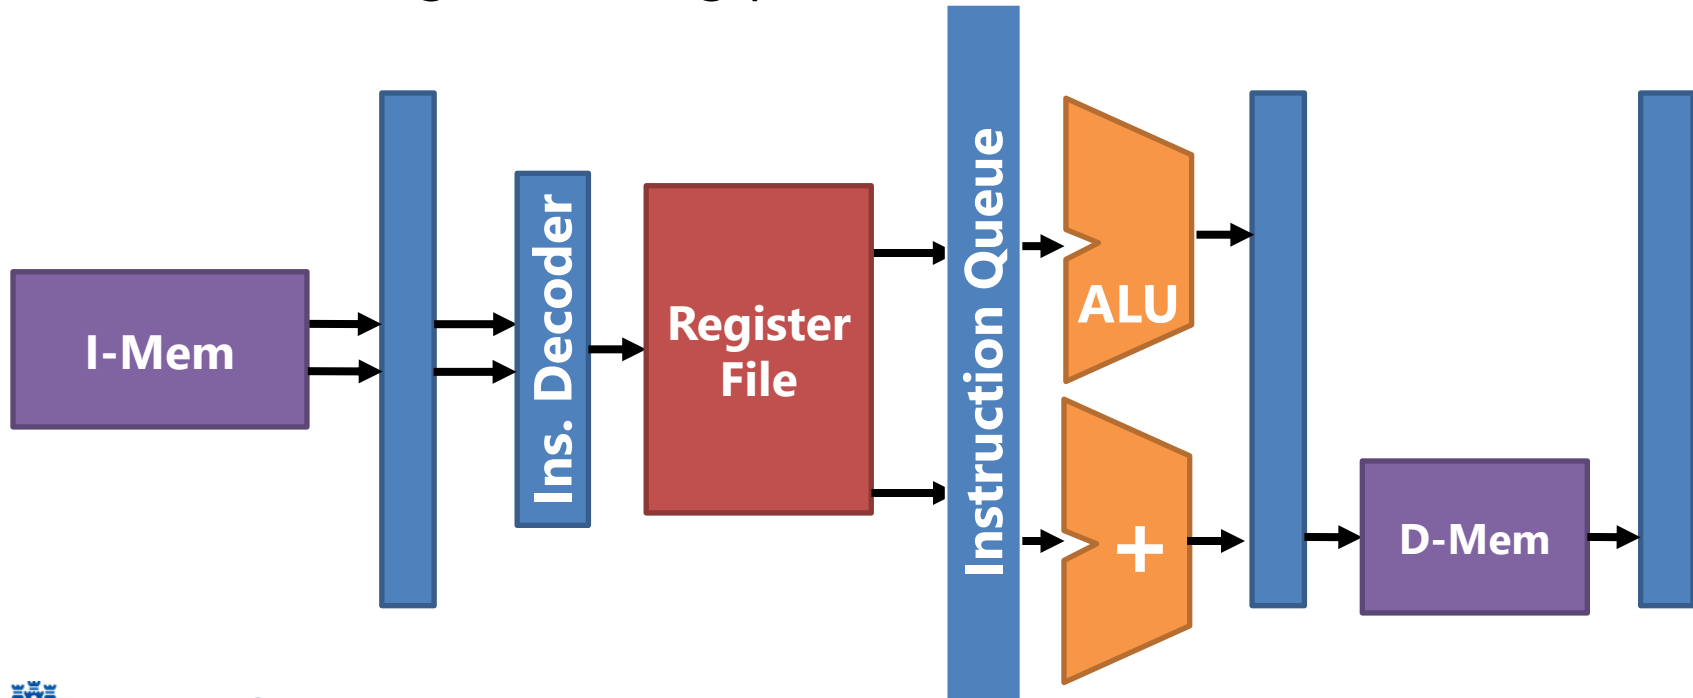 I-Mem
Ins. Decoder
Register
File
Instruction Queue
ALU
+
D-Mem